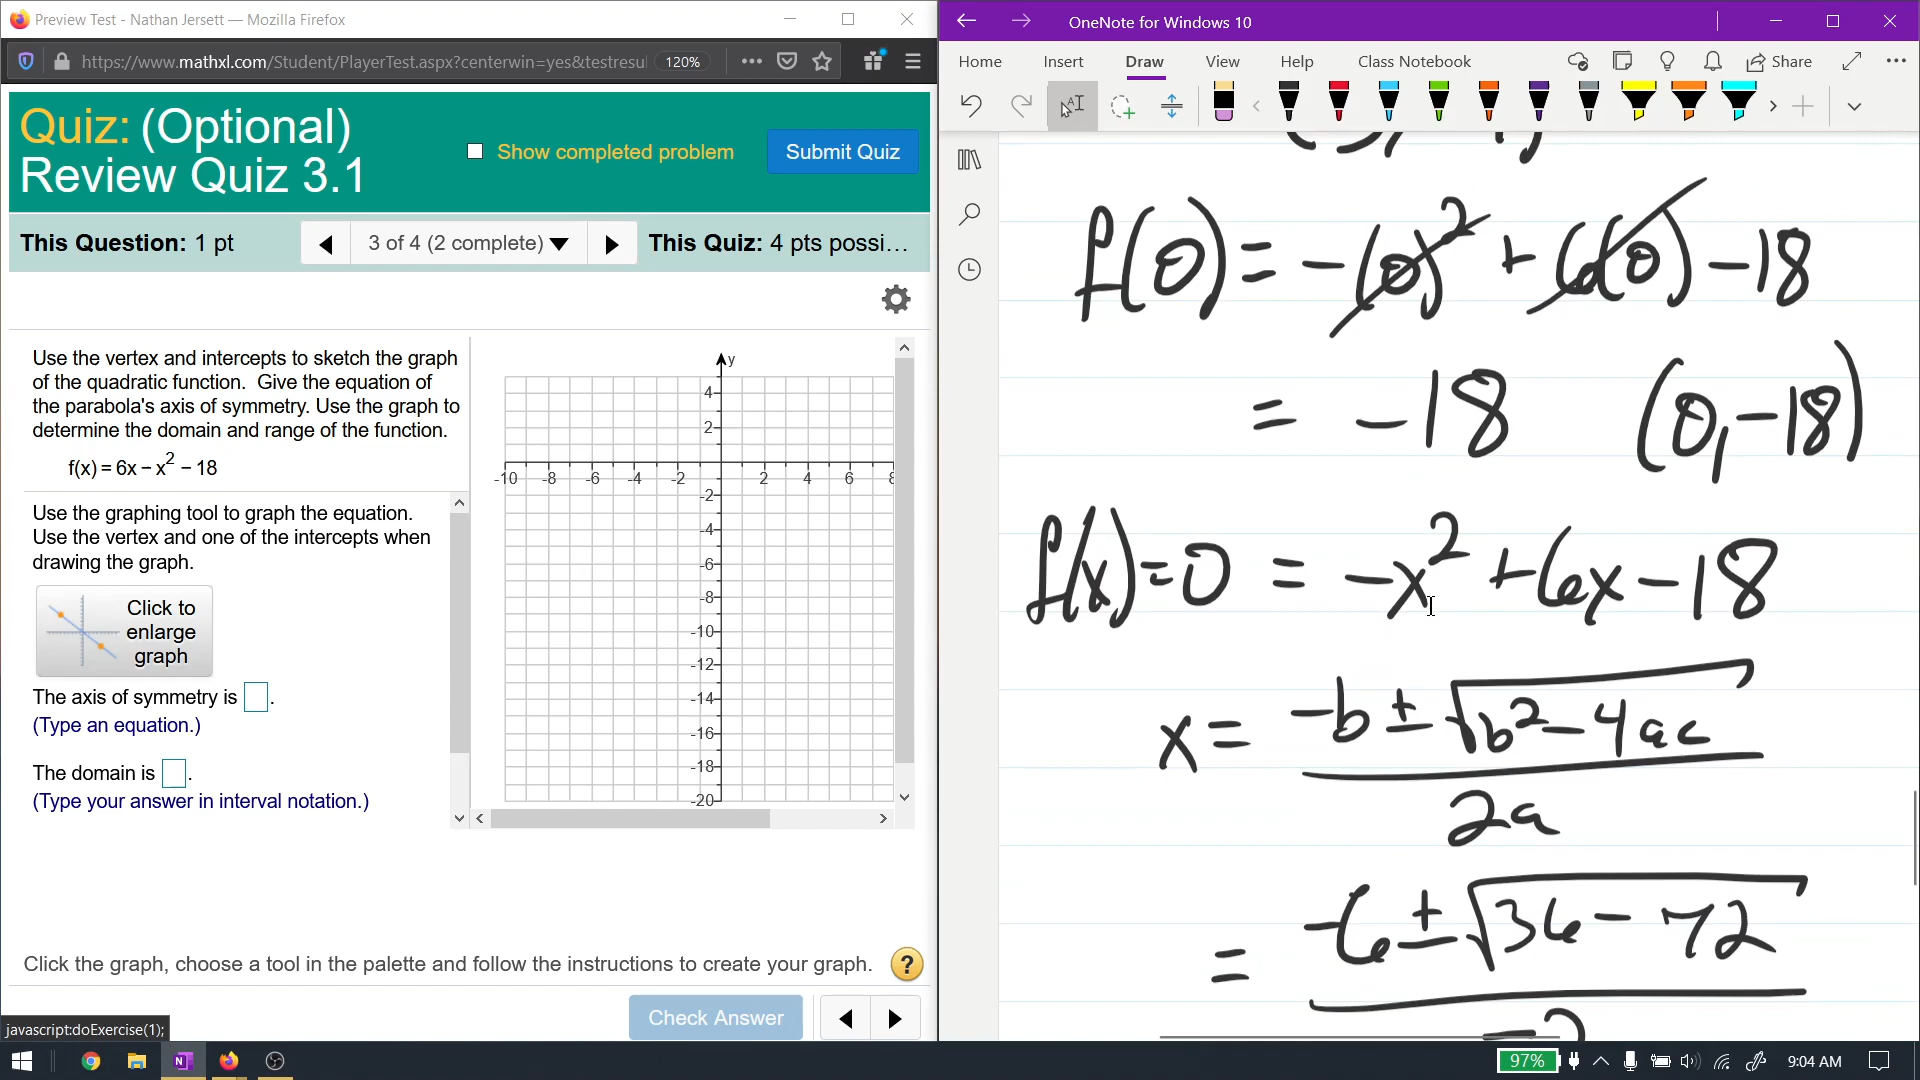 Preview Test - Nathan Jersett — Mozilla Firefox
https://www.mathxl.com/Student/PlayerTest.aspx?centerwin=yes&testresu
120%
Quiz: (Optional)
Review Quiz 3.1
Show completed problem
Submit Quiz
This Question: 1 pt
3 of 4 (2 complete)
This Quiz: 4 pts possi...
Use the vertex and intercepts to sketch the graph
of the quadratic function. Give the equation of
the parabola's axis of symmetry. Use the graph to
determine the domain and range of the function.
f(x) = 6x − x² − 18
Use the graphing tool to graph the equation.
Use the vertex and one of the intercepts when
drawing the graph.
Click to
enlarge
graph
The axis of symmetry is .
(Type an equation.)
The domain is .
(Type your answer in interval notation.)
y
4
2
-10 -8 -6 -4 -2 2 4 6 8
-2
-4
-6
-8
-10
-12
-14
-16
-18
-20
Click the graph, choose a tool in the palette and follow the instructions to create your graph.
?
Check Answer
javascript:doExercise(1);
OneNote for Windows 10
Home Insert Draw View Help Class Notebook Share
f(0) = -(0)² + 6(0) - 18
= -18 (0, -18)
f(x) = 0 = -x² + 6x - 18
x = -b ± √b² - 4ac
2a
= -6 ± √36 - 72
-2
97%
9:04 AM